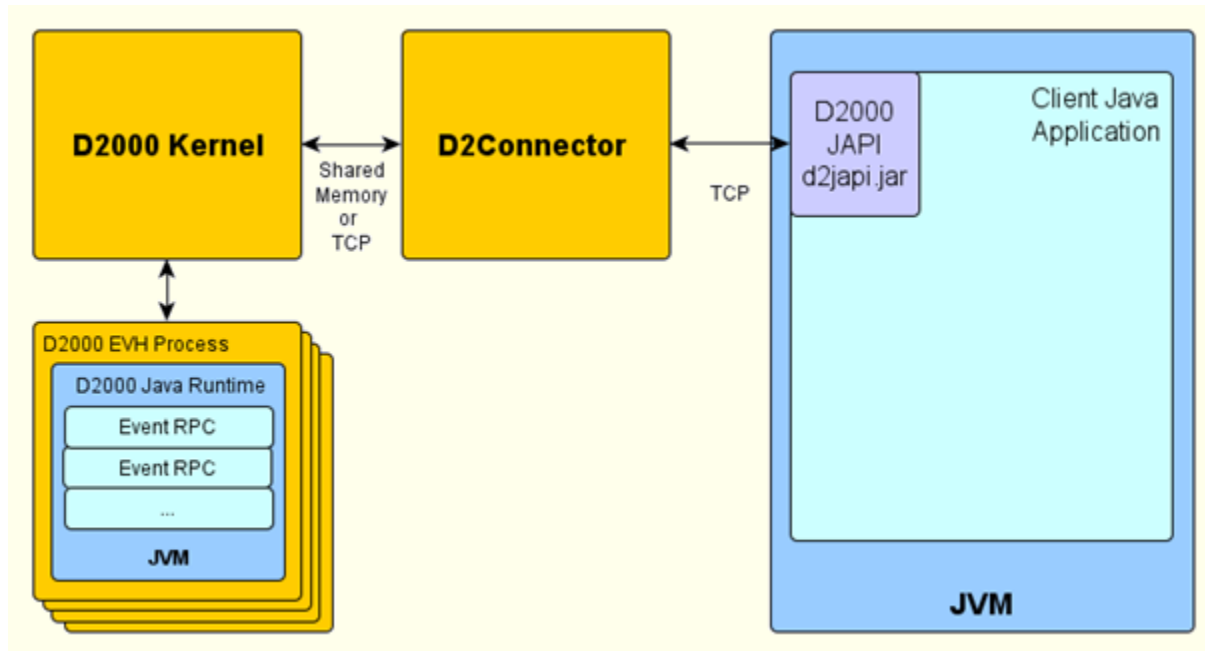 D2000 Kernel
Shared
Memory
or
TCP
D2Connector
TCP
D2000
JAPI
d2japi.jar
Client Java
Application
JVM
D2000 EVH Process
D2000 Java Runtime
Event RPC
Event RPC
...
JVM